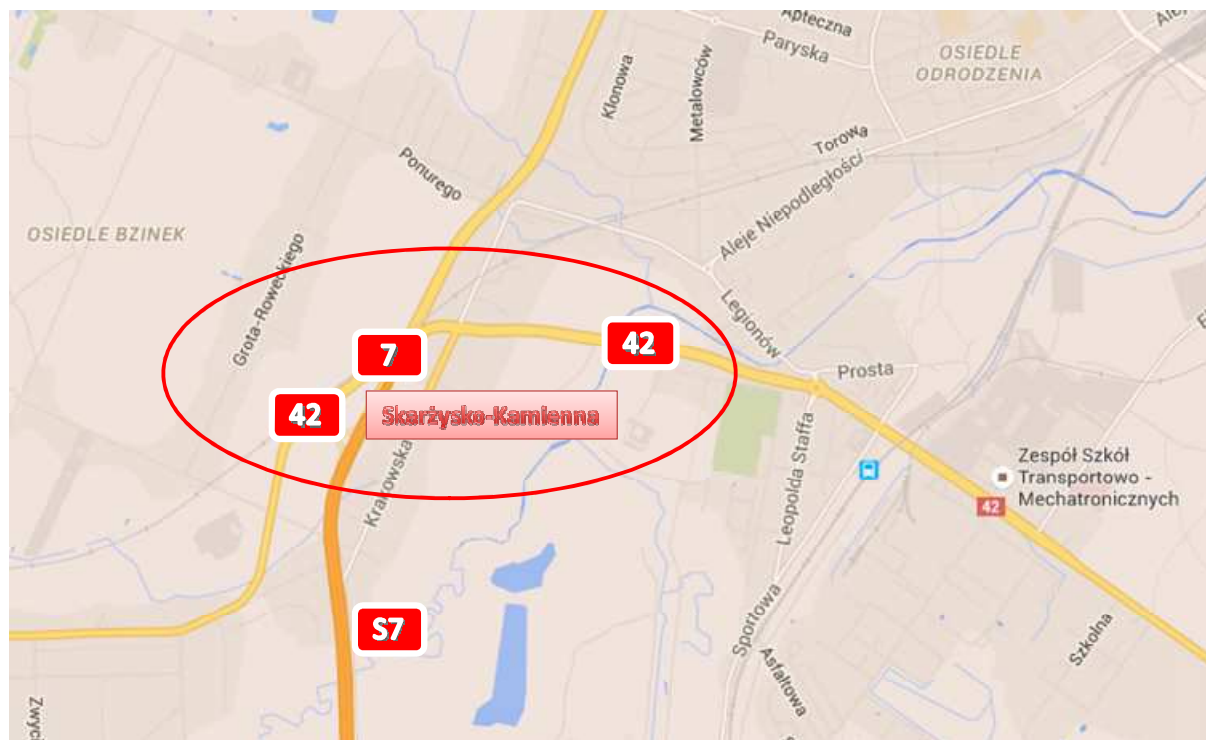 Apteczna
Paryska
OSIEDLE
ODRODZENIA
Klonowa
Metalowców
Torowa
Ponurego
Aleje Niepodległości
OSIEDLE BZINEK
Grota-Roweckiego
Legionów
7
42
Prosta
42
Skarżysko-Kamienna
Krakowska
Leopolda Staffa
Zespół Szkół
Transportowo -
Mechatronicznych
42
S7
Sportowa
Szkolna
Asfaltowa